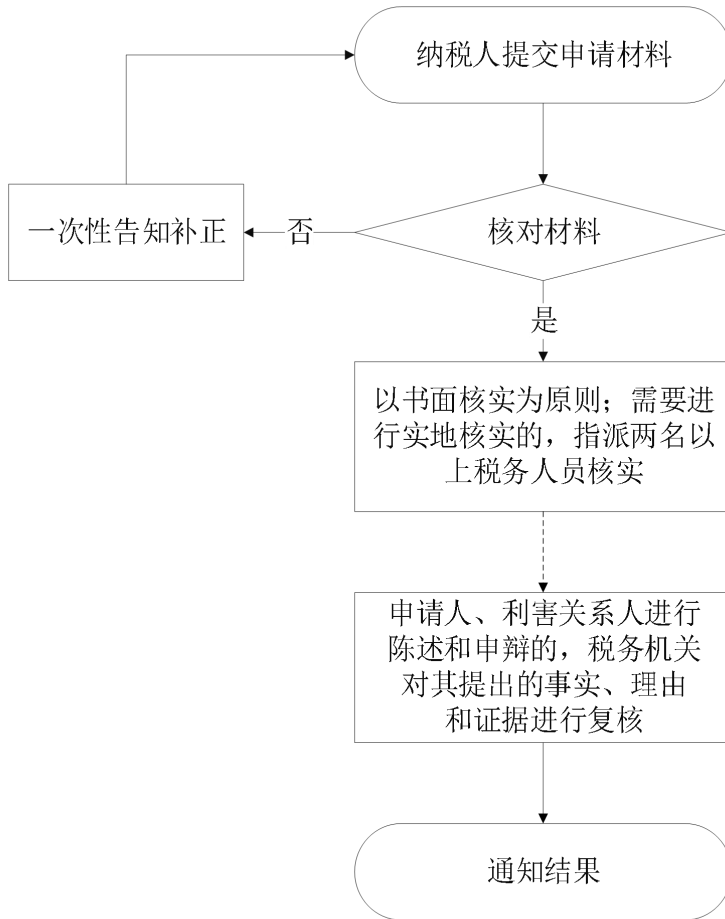 纳税人提交申请材料
一次性告知补正
否
核对材料
是
以书面核实为原则；需要进
行实地核实的，指派两名以
上税务人员核实
申请人、利害关系人进行
陈述和申辩的，税务机关
对其提出的事实、理由
和证据进行复核
通知结果